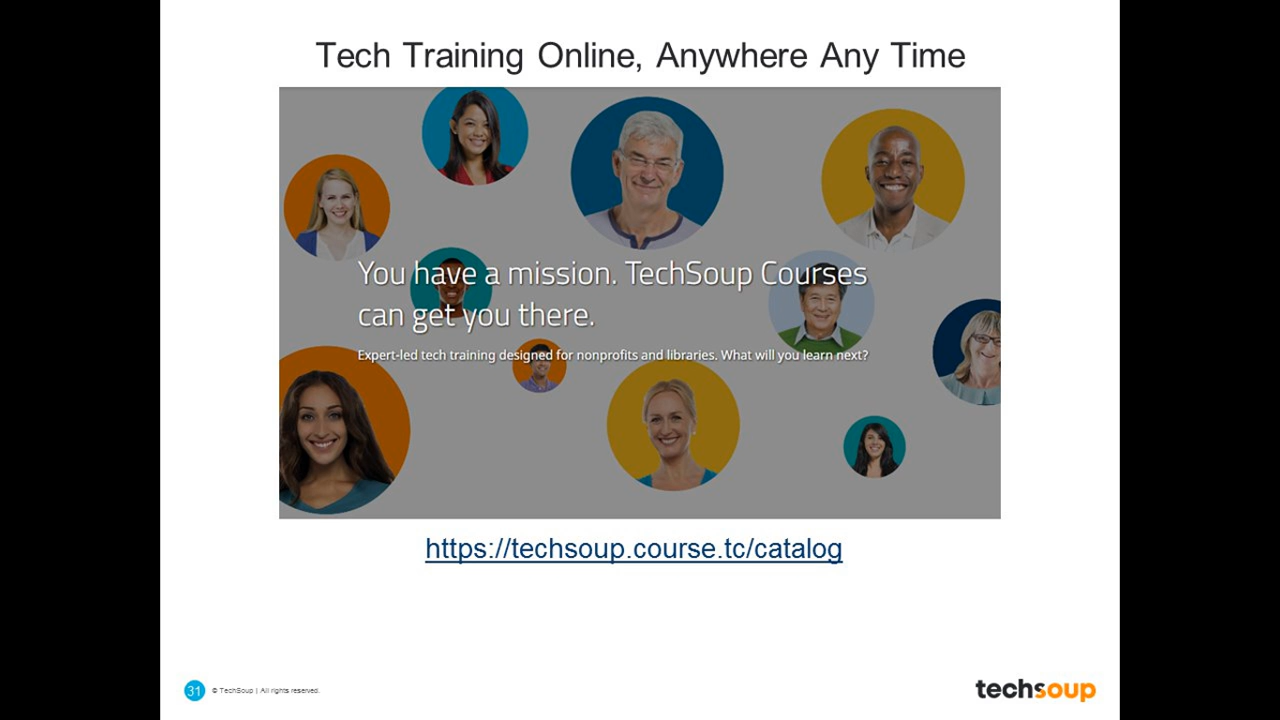 Tech Training Online, Anywhere Any Time
You have a mission. TechSoup Courses
can get you there.
Expert-led tech training designed for nonprofits and libraries. What will you learn next?
https://techsoup.course.tc/catalog
31 © TechSoup | All rights reserved.
techsoup